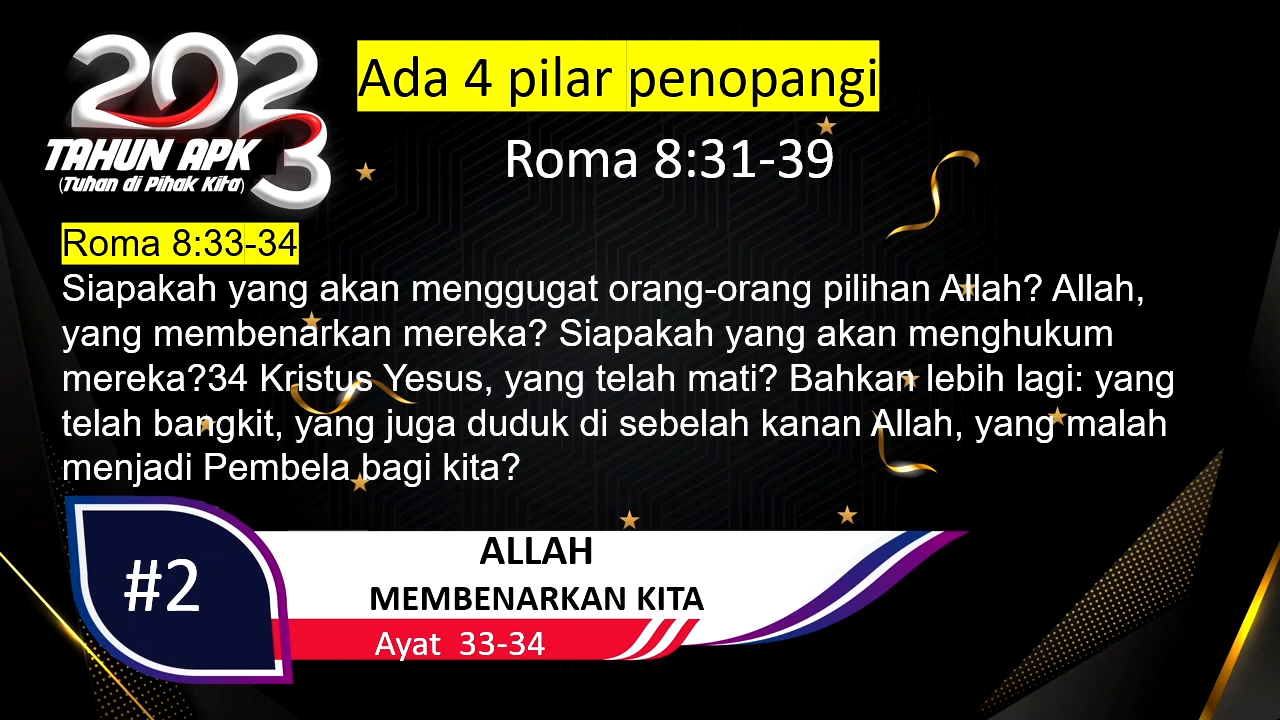 2023
TAHUN APK
(Tuhan di Pihak Kita)
Ada 4 pilar penopangi
Roma 8:31-39
Roma 8:33-34
Siapakah yang akan menggugat orang-orang pilihan Allah? Allah,
yang membenarkan mereka? Siapakah yang akan menghukum
mereka?34 Kristus Yesus, yang telah mati? Bahkan lebih lagi: yang
telah bangkit, yang juga duduk di sebelah kanan Allah, yang malah
menjadi Pembela bagi kita?
#2
ALLAH
MEMBENARKAN KITA
Ayat 33-34